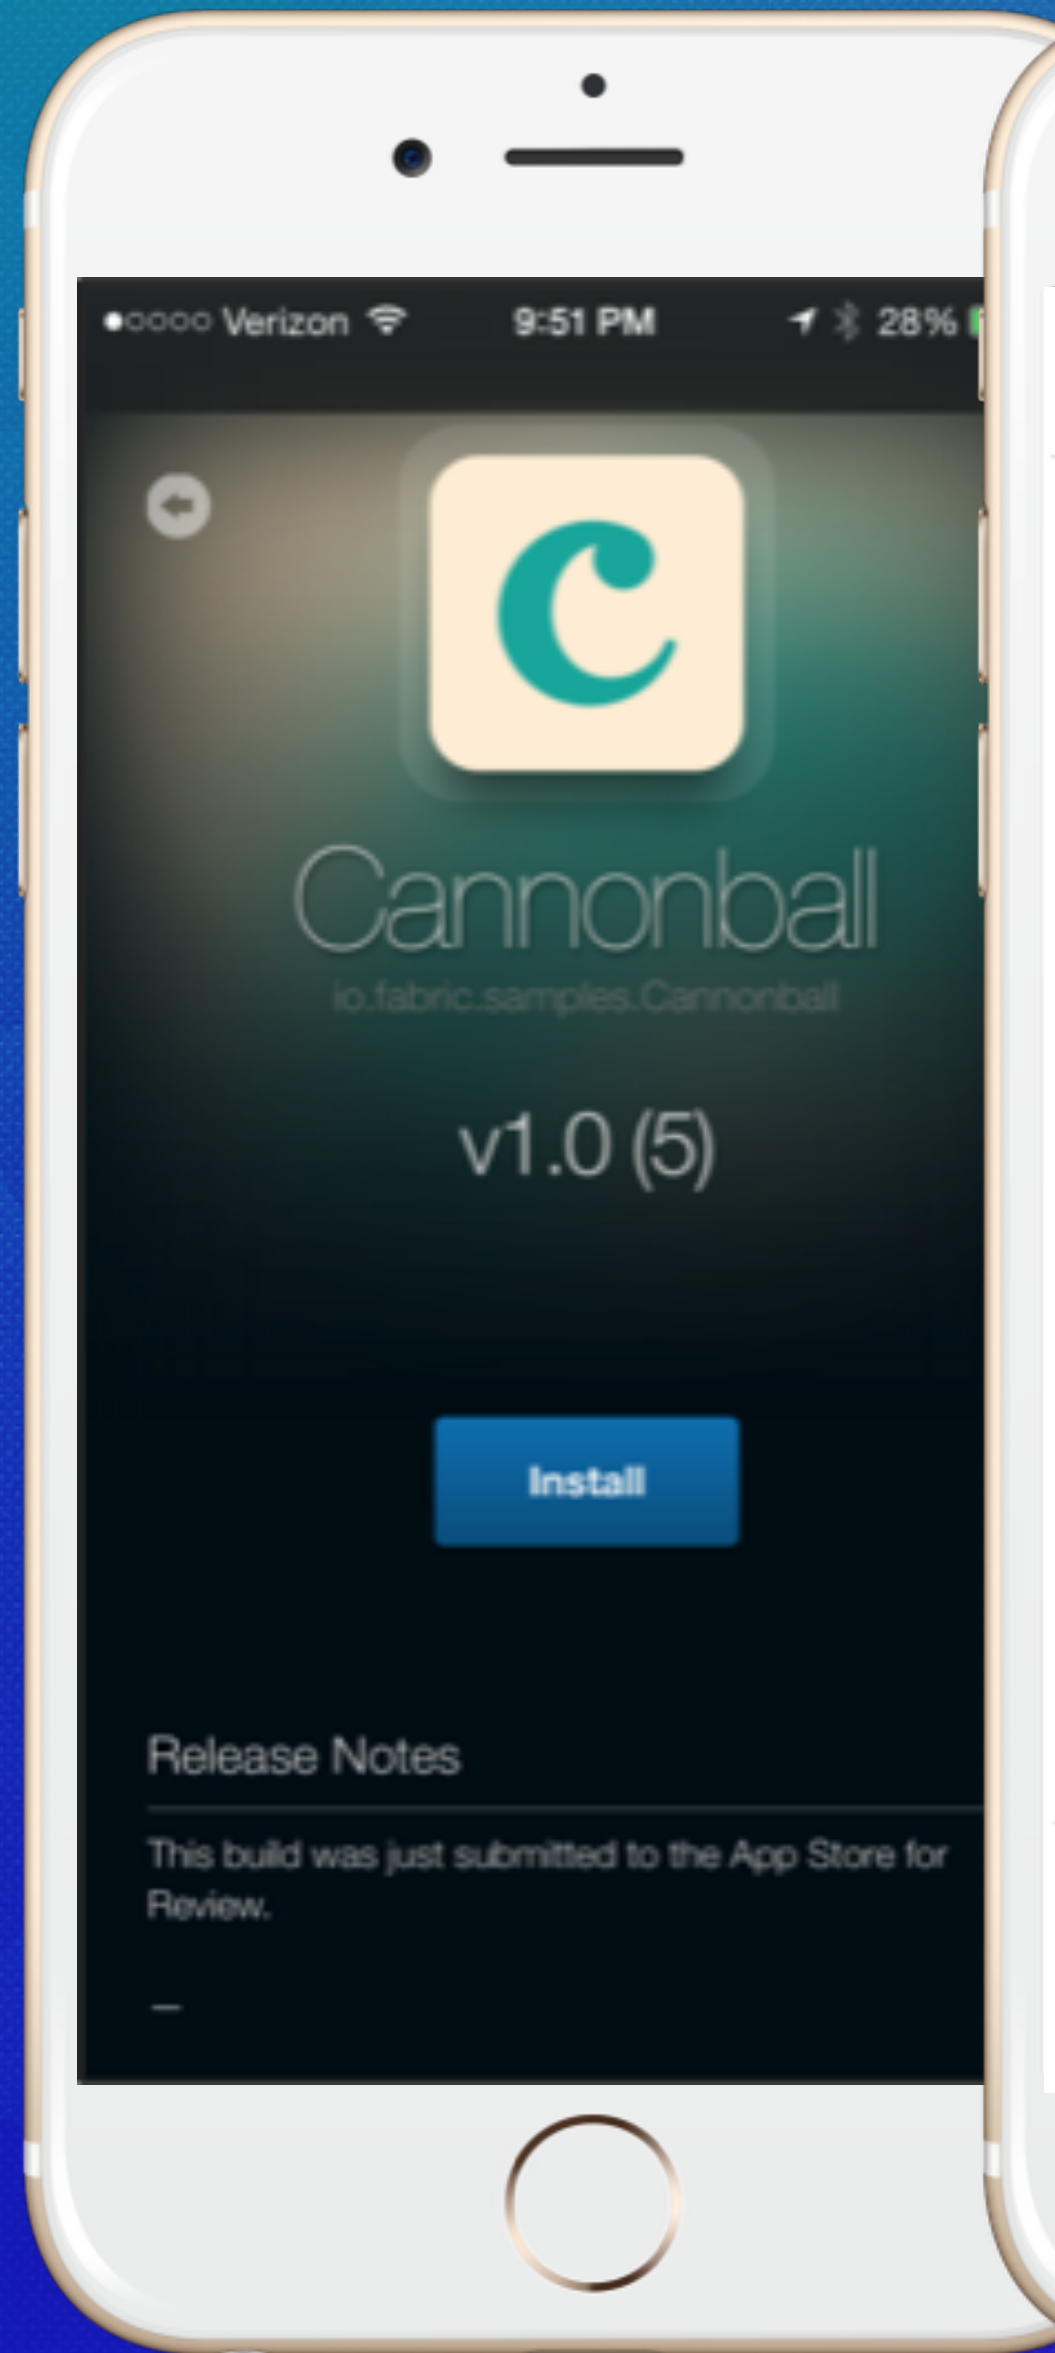 Verizon 9:51 PM 28%
C
Cannonball
io.fabric.samples.Cannonball
v1.0 (5)
Install
Release Notes
This build was just submitted to the App Store for
Review.
—